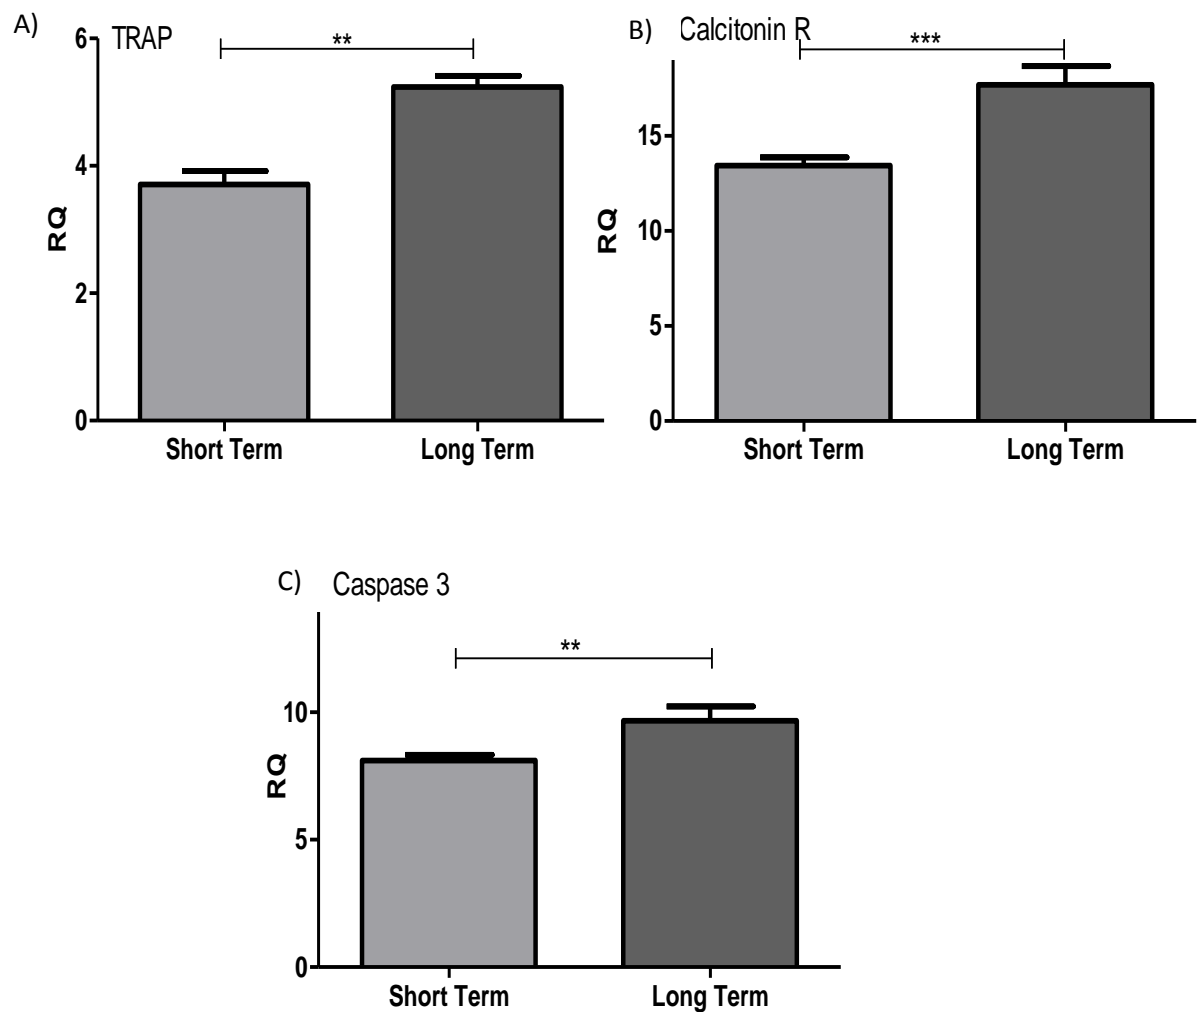 A)
TRAP
**
6
4
2
0
RQ
Short Term
Long Term
B)
Calcitonin R
***
15
10
5
0
RQ
Short Term
Long Term
C)
Caspase 3
**
10
5
0
RQ
Short Term
Long Term